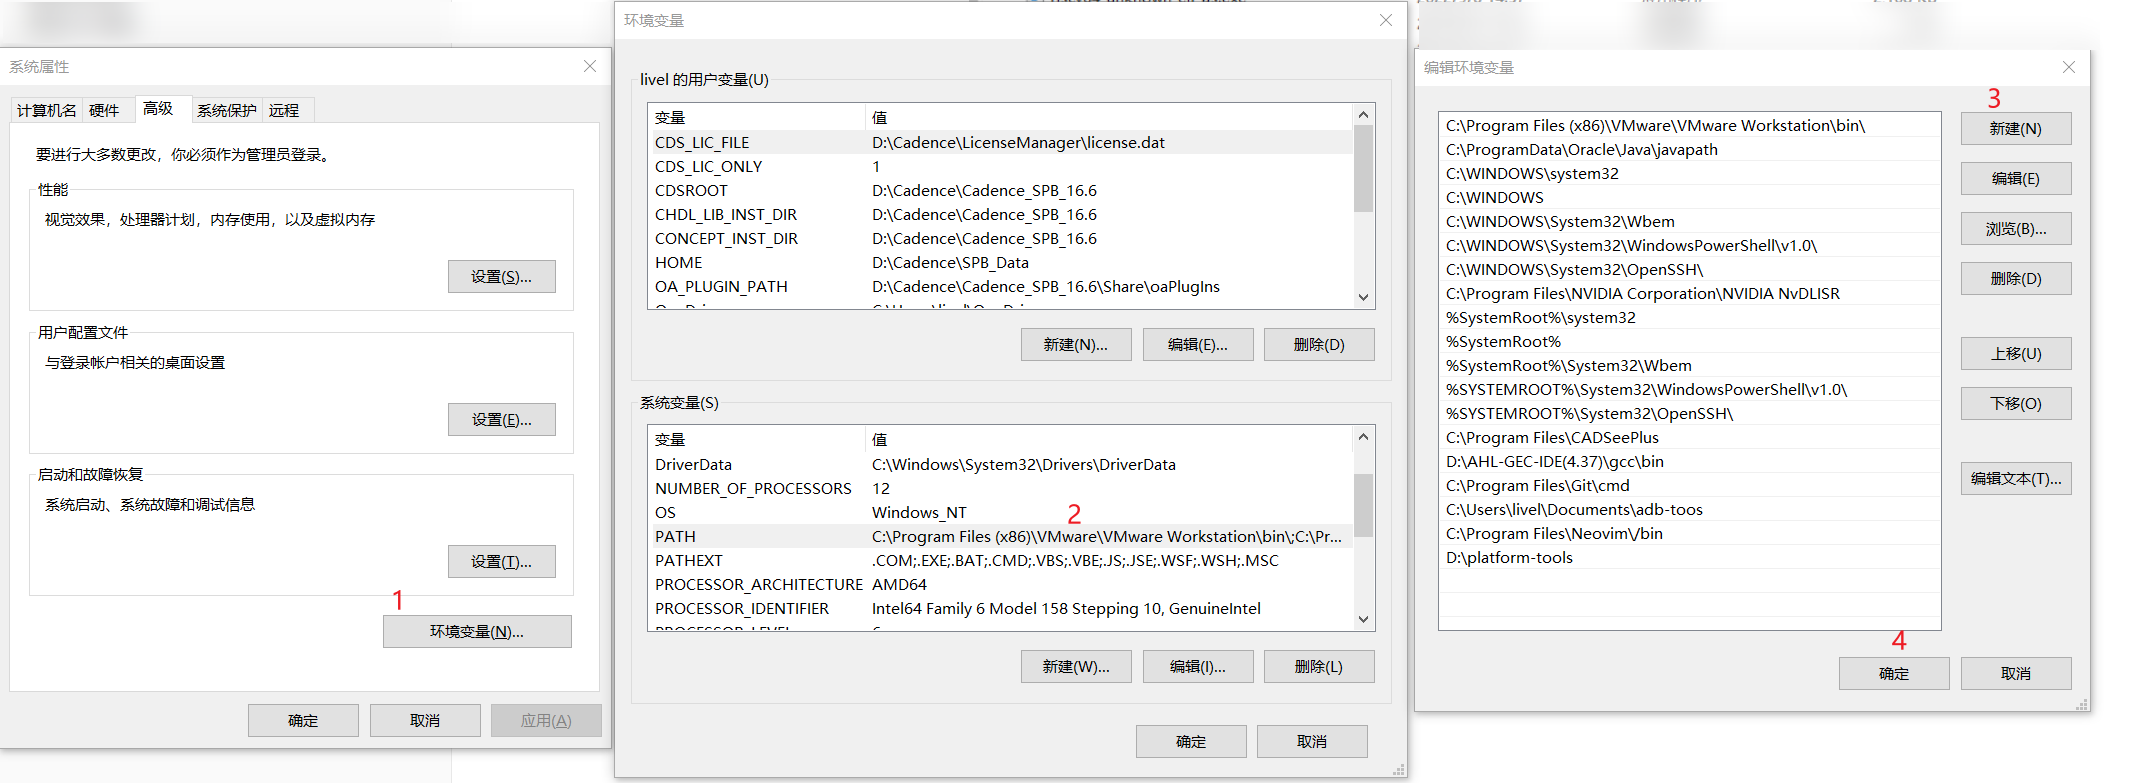 系统属性
计算机名 硬件 高级 系统保护 远程
要进行大多数更改，你必须作为管理员登录。
性能
视觉效果，处理器计划，内存使用，以及虚拟内存
设置(S)...
用户配置文件
与登录帐户相关的桌面设置
设置(E)...
启动和故障恢复
系统启动、系统故障和调试信息
设置(T)...
1
环境变量(N)...
确定 取消 应用(A)
环境变量
livel 的用户变量(U)
变量 值
CDS_LIC_FILE D:\Cadence\LicenseManager\license.dat
CDS_LIC_ONLY 1
CDSROOT D:\Cadence\Cadence_SPB_16.6
CHDL_LIB_INST_DIR D:\Cadence\Cadence_SPB_16.6
CONCEPT_INST_DIR D:\Cadence\Cadence_SPB_16.6
HOME D:\Cadence\SPB_Data
OA_PLUGIN_PATH D:\Cadence\Cadence_SPB_16.6\Share\oaPlugIns
新建(N)... 编辑(E)... 删除(D)
系统变量(S)
变量 值
DriverData C:\Windows\System32\Drivers\DriverData
NUMBER_OF_PROCESSORS 12
OS Windows_NT
2
PATH C:\Program Files (x86)\VMware\VMware Workstation\bin\;C:\Pr...
PATHEXT .COM;.EXE;.BAT;.CMD;.VBS;.VBE;.JS;.JSE;.WSF;.WSH;.MSC
PROCESSOR_ARCHITECTURE AMD64
PROCESSOR_IDENTIFIER Intel64 Family 6 Model 158 Stepping 10, GenuineIntel
新建(W)... 编辑(I)... 删除(L)
确定 取消
编辑环境变量
C:\Program Files (x86)\VMware\VMware Workstation\bin\
C:\ProgramData\Oracle\Java\javapath
C:\WINDOWS\system32
C:\WINDOWS
C:\WINDOWS\System32\Wbem
C:\WINDOWS\System32\WindowsPowerShell\v1.0\
C:\WINDOWS\System32\OpenSSH\
C:\Program Files\NVIDIA Corporation\NVIDIA NvDLISR
%SystemRoot%\system32
%SystemRoot%
%SystemRoot%\System32\Wbem
%SYSTEMROOT%\System32\WindowsPowerShell\v1.0\
%SYSTEMROOT%\System32\OpenSSH\
C:\Program Files\CADSeePlus
D:\AHL-GEC-IDE(4.37)\gcc\bin
C:\Program Files\Git\cmd
C:\Users\livel\Documents\adb-toos
C:\Program Files\Neovim\/bin
D:\platform-tools
3
新建(N)
编辑(E)
浏览(B)...
删除(D)
上移(U)
下移(O)
编辑文本(T)...
4
确定 取消